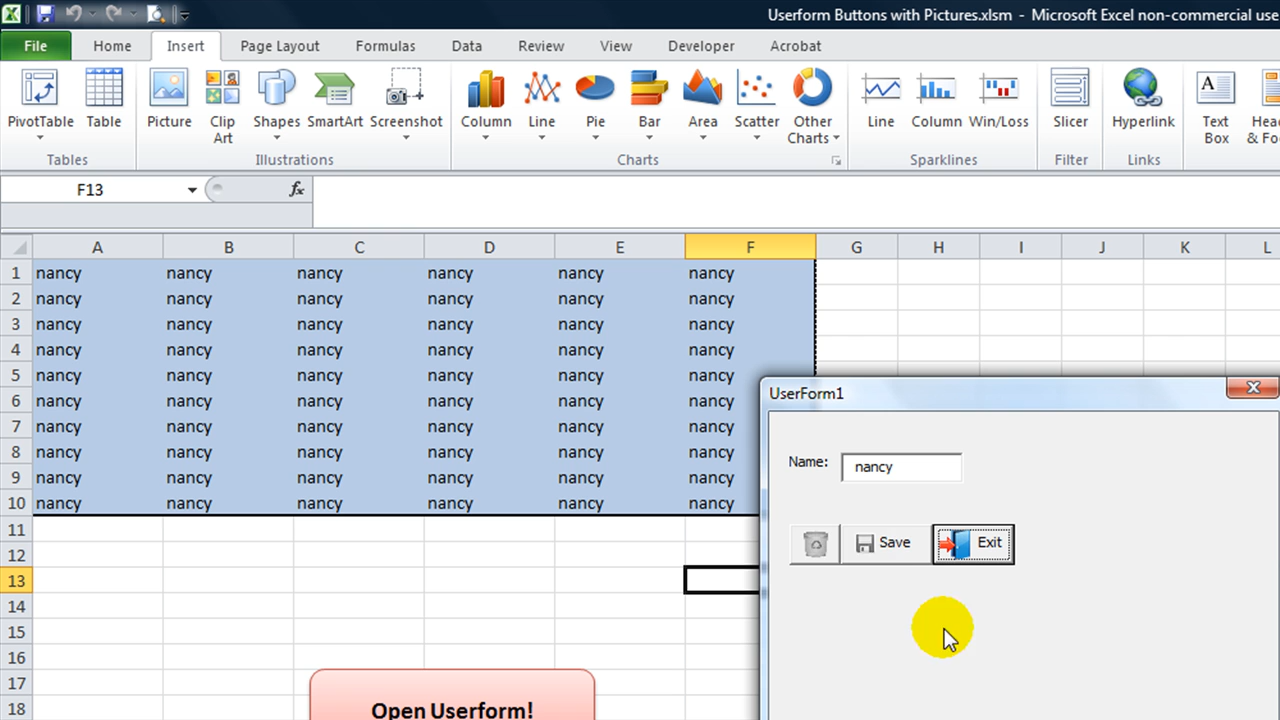 Userform Buttons with Pictures.xlsm - Microsoft Excel non-commercial use
File Home Insert Page Layout Formulas Data Review View Developer Acrobat
PivotTable Table Picture Clip Art Shapes SmartArt Screenshot Column Line Pie Bar Area Scatter Other Charts Line Column Win/Loss Slicer Hyperlink Text Box Hea & Fo
Tables Illustrations Charts Sparklines Filter Links
F13 fx
A B C D E F G H I J K L
1 nancy nancy nancy nancy nancy nancy
2 nancy nancy nancy nancy nancy nancy
3 nancy nancy nancy nancy nancy nancy
4 nancy nancy nancy nancy nancy nancy
5 nancy nancy nancy nancy nancy nancy
6 nancy nancy nancy nancy nancy nancy
7 nancy nancy nancy nancy nancy nancy
8 nancy nancy nancy nancy nancy nancy
9 nancy nancy nancy nancy nancy nancy
10 nancy nancy nancy nancy nancy nancy
11
12
13
14
15
16
17
18
UserForm1
Name: nancy
Save Exit
Open Userform!